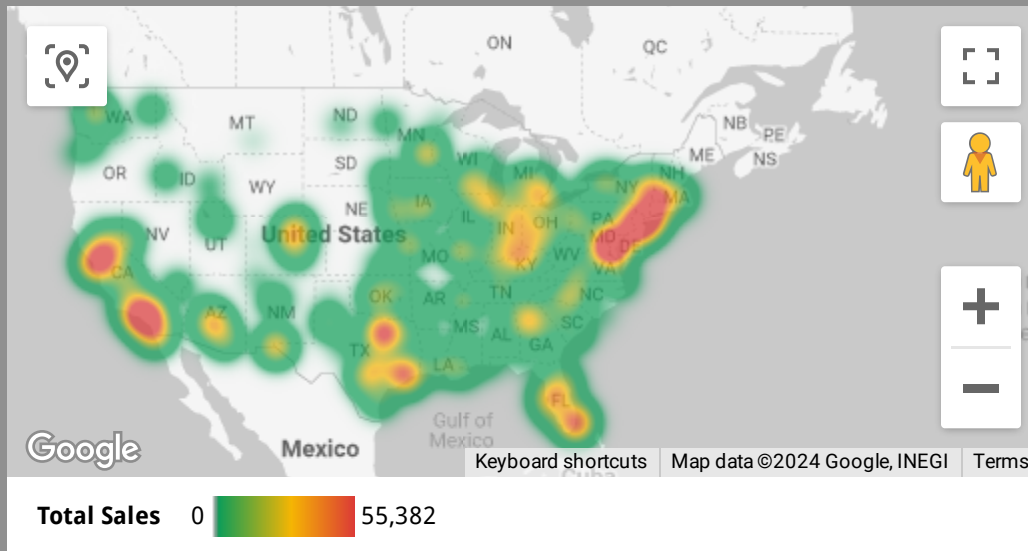 ON
QC
WA
MT
ND
MN
NB
PE
OR
ID
SD
WI
MI
ME
NS
NH
WY
NE
IA
NY
MA
NV
UT
United States
IL
IN
OH
PA
MD
DE
CA
MO
KY
WV
VA
AZ
NM
OK
AR
TN
NC
TX
MS
AL
SC
GA
LA
FL
Gulf of
Mexico
Mexico
Cuba
Google
Keyboard shortcuts
Map data ©2024 Google, INEGI
Terms
Total Sales
0
55,382